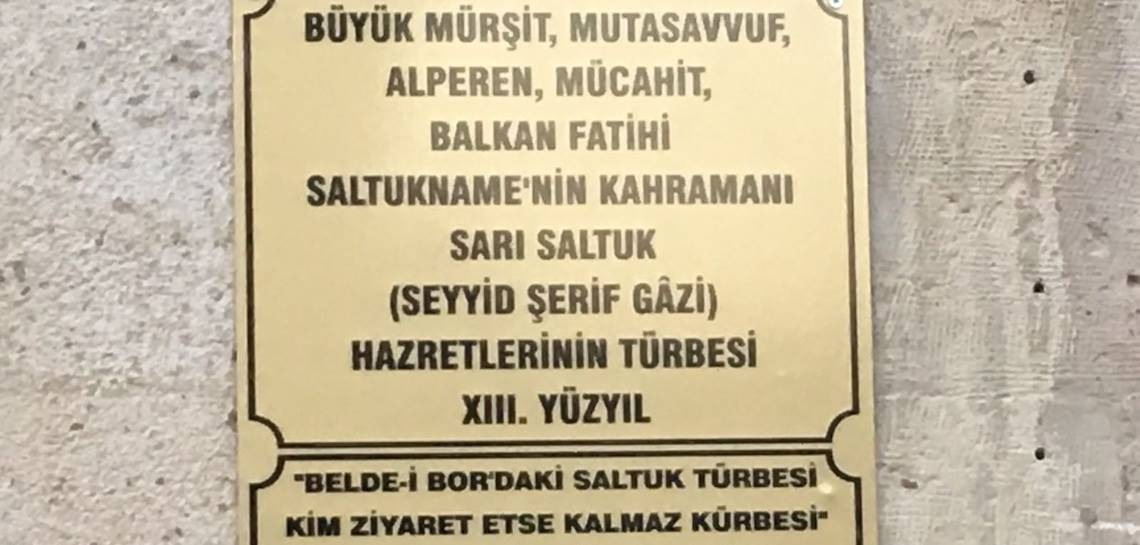 BÜYÜK MÜRŞİT, MUTASAVVUF,
ALPEREN, MÜCAHİT,
BALKAN FATİHİ
SALTUKNAME'NİN KAHRAMANI
SARI SALTUK
(SEYYİD ŞERİF GÂZİ)
HAZRETLERİNİN TÜRBESİ
XIII. YÜZYIL
"BELDE-İ BOR'DAKİ SALTUK TÜRBESİ
KİM ZİYARET ETSE KALMAZ KÜRBESİ"